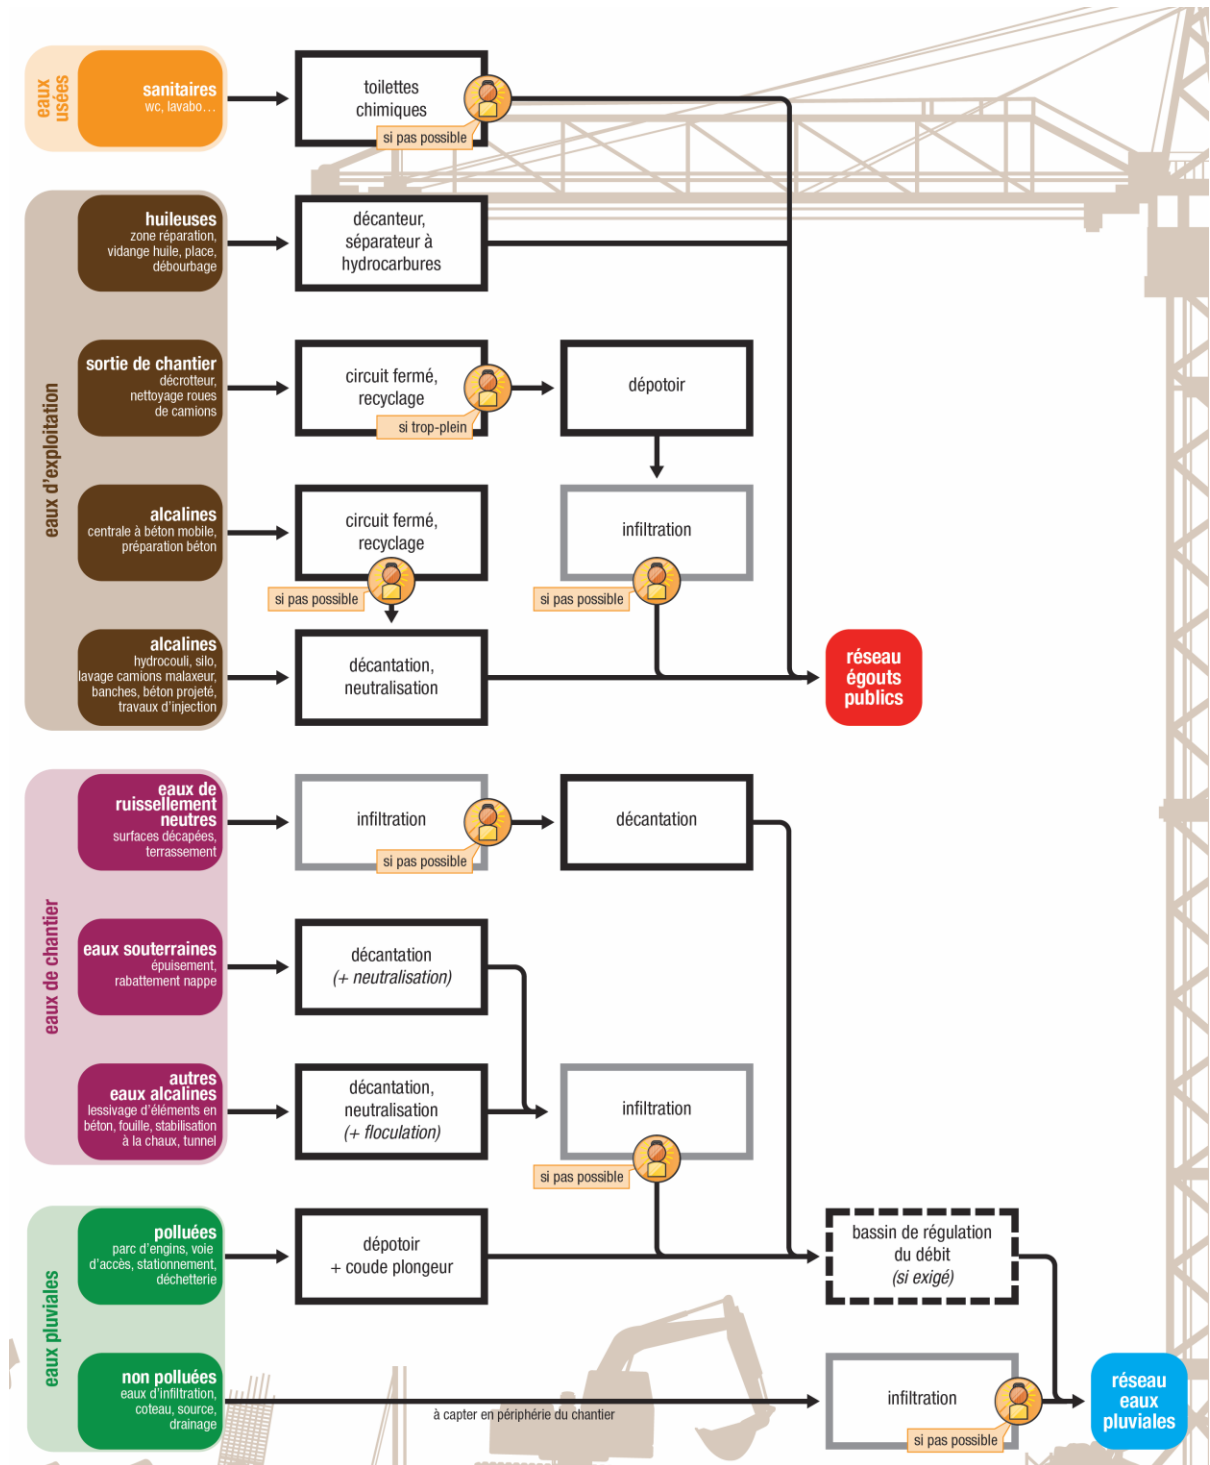 eaux
usées
sanitaires
wc, lavabo…
toilettes
chimiques
si pas possible
eaux d'exploitation
huileuses
zone réparation,
vidange huile, place,
débourbage
décanteur,
séparateur à
hydrocarbures
sortie de chantier
décrotteur,
nettoyage roues
de camions
circuit fermé,
recyclage
si trop-plein
dépotoir
alcalines
centrale à béton mobile,
préparation béton
circuit fermé,
recyclage
si pas possible
infiltration
si pas possible
alcalines
hydrocouli, silo,
lavage camions malaxeur,
banches, béton projeté,
travaux d'injection
décantation,
neutralisation
réseau
égouts
publics
eaux de chantier
eaux de
ruissellement
neutres
surfaces décapées,
terrassement
infiltration
si pas possible
décantation
eaux souterraines
épuisement,
rabattement nappe
décantation
(+ neutralisation)
autres
eaux alcalines
lessivage d'éléments en
béton, fouille, stabilisation
à la chaux, tunnel
décantation,
neutralisation
(+ floculation)
infiltration
si pas possible
eaux pluviales
polluées
parc d'engins, voie
d'accès, stationnement,
déchetterie
dépotoir
+ coude plongeur
bassin de régulation
du débit
(si exigé)
non polluées
eaux d'infiltration,
coteau, source,
drainage
à capter en périphérie du chantier
infiltration
si pas possible
réseau
eaux
pluviales